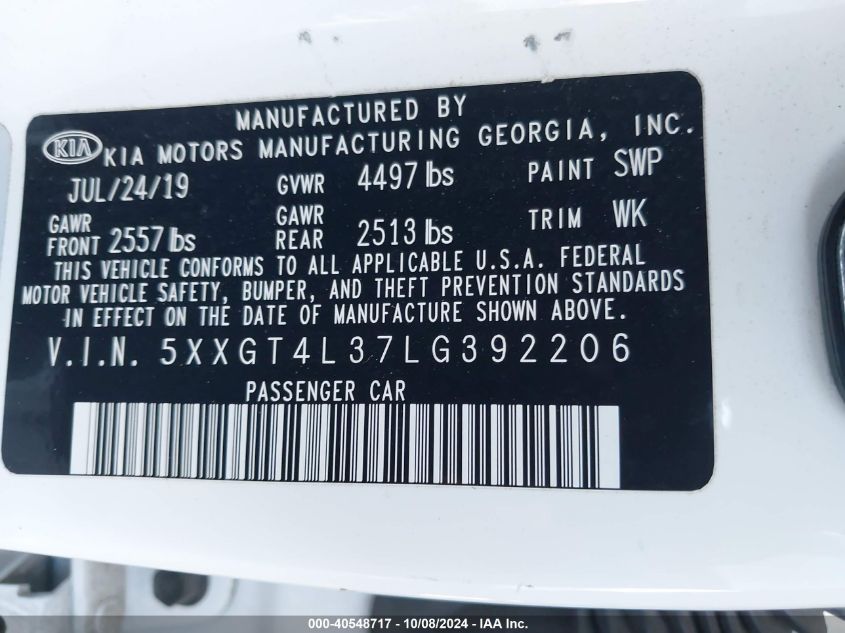 MANUFACTURED BY
KIA KIA MOTORS MANUFACTURING GEORGIA, INC.
JUL/24/19 GVWR 4497 lbs PAINT SWP
GAWR FRONT 2557 lbs GAWR REAR 2513 lbs TRIM WK
THIS VEHICLE CONFORMS TO ALL APPLICABLE U.S.A. FEDERAL
MOTOR VEHICLE SAFETY, BUMPER, AND THEFT PREVENTION STANDARDS
IN EFFECT ON THE DATE OF MANUFACTURE SHOWN ABOVE.
V.I.N. 5XXGT4L37LG392206
PASSENGER CAR
000-40548717 - 10/08/2024 - IAA Inc.